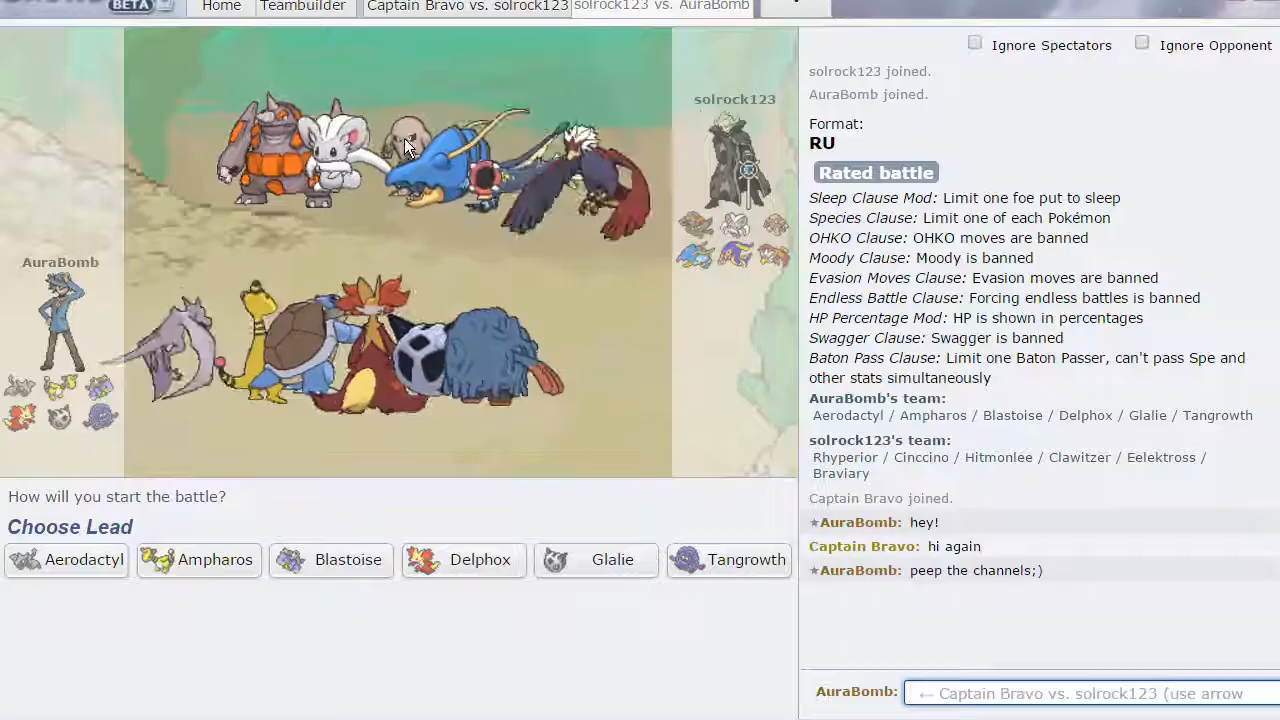 BETA
Home
Teambuilder
Captain Bravo vs. solrock123
solrock123 vs. AuraBomb
solrock123
AuraBomb
How will you start the battle?
Choose Lead
Aerodactyl
Ampharos
Blastoise
Delphox
Glalie
Tangrowth
Ignore Spectators
Ignore Opponent
solrock123 joined.
AuraBomb joined.
Format:
RU
Rated battle
Sleep Clause Mod: Limit one foe put to sleep
Species Clause: Limit one of each Pokémon
OHKO Clause: OHKO moves are banned
Moody Clause: Moody is banned
Evasion Moves Clause: Evasion moves are banned
Endless Battle Clause: Forcing endless battles is banned
HP Percentage Mod: HP is shown in percentages
Swagger Clause: Swagger is banned
Baton Pass Clause: Limit one Baton Passer, can't pass Spe and
other stats simultaneously
AuraBomb's team:
Aerodactyl / Ampharos / Blastoise / Delphox / Glalie / Tangrowth
solrock123's team:
Rhyperior / Cinccino / Hitmonlee / Clawitzer / Eelektross /
Braviary
Captain Bravo joined.
★AuraBomb: hey!
Captain Bravo: hi again
★AuraBomb: peep the channels;)
AuraBomb: ← Captain Bravo vs. solrock123 (use arrow